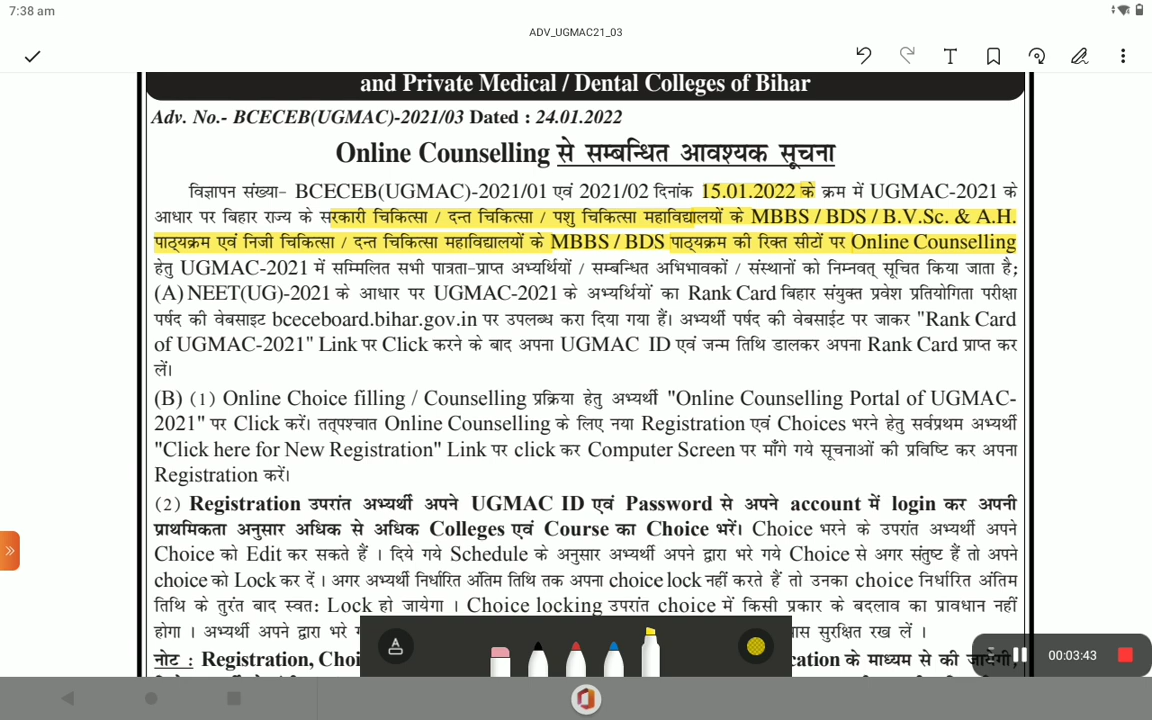 7:38 am
ADV_UGMAC21_03
and Private Medical / Dental Colleges of Bihar
Adv. No.- BCECEB(UGMAC)-2021/03 Dated : 24.01.2022
Online Counselling से सम्बन्धित आवश्यक सूचना
विज्ञापन संख्या- BCECEB(UGMAC)-2021/01 एवं 2021/02 दिनांक 15.01.2022 के क्रम में UGMAC-2021 के
आधार पर बिहार राज्य के सरकारी चिकित्सा / दन्त चिकित्सा / पशु चिकित्सा महाविद्यालयों के MBBS / BDS / B.V.Sc. & A.H.
पाठ्यक्रम एवं निजी चिकित्सा / दन्त चिकित्सा महाविद्यालयों के MBBS / BDS पाठ्यक्रम की रिक्त सीटों पर Online Counselling
हेतु UGMAC-2021 में सम्मिलित सभी पात्रता-प्राप्त अभ्यर्थियों / सम्बन्धित अभिभावकों / संस्थानों को निम्नवत् सूचित किया जाता है;
(A) NEET(UG)-2021 के आधार पर UGMAC-2021 के अभ्यर्थियों का Rank Card बिहार संयुक्त प्रवेश प्रतियोगिता परीक्षा
पर्षद की वेबसाइट bceceboard.bihar.gov.in पर उपलब्ध करा दिया गया हैं। अभ्यर्थी पर्षद की वेबसाईट पर जाकर "Rank Card
of UGMAC-2021" Link पर Click करने के बाद अपना UGMAC ID एवं जन्म तिथि डालकर अपना Rank Card प्राप्त कर
लें।
(B) (1) Online Choice filling / Counselling प्रक्रिया हेतु अभ्यर्थी "Online Counselling Portal of UGMAC-
2021" पर Click करें। तत्पश्चात Online Counselling के लिए नया Registration एवं Choices भरने हेतु सर्वप्रथम अभ्यर्थी
"Click here for New Registration" Link पर click कर Computer Screen पर माँगे गये सूचनाओं की प्रविष्टि कर अपना
Registration करें।
(2) Registration उपरांत अभ्यर्थी अपने UGMAC ID एवं Password से अपने account में login कर अपनी
प्राथमिकता अनुसार अधिक से अधिक Colleges एवं Course का Choice भरें। Choice भरने के उपरांत अभ्यर्थी अपने
Choice को Edit कर सकते हैं । दिये गये Schedule के अनुसार अभ्यर्थी अपने द्वारा भरे गये Choice से अगर संतुष्ट हैं तो अपने
choice को Lock कर दें । अगर अभ्यर्थी निर्धारित अंतिम तिथि तक अपना choice lock नहीं करते हैं तो उनका choice निर्धारित अंतिम
तिथि के तुरंत बाद स्वत: Lock हो जायेगा । Choice locking उपरांत choice में किसी प्रकार के बदलाव का प्रावधान नहीं
होगा । अभ्यर्थी अपने द्वारा भरे सुरक्षित रख लें ।
नोट : Registration, के माध्यम से की जायेगी,
00:03:43